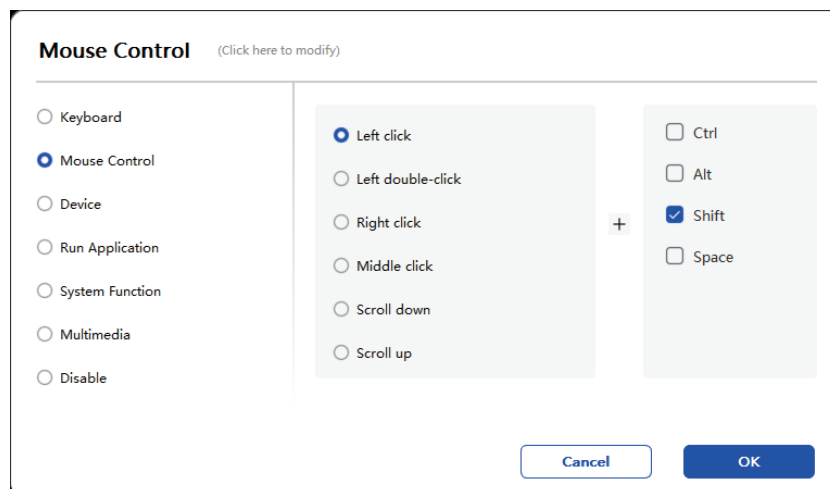 Mouse Control (Click here to modify)
Keyboard
Mouse Control
Device
Run Application
System Function
Multimedia
Disable
Left click
Left double-click
Right click
Middle click
Scroll down
Scroll up
+
Ctrl
Alt
Shift
Space
Cancel
OK